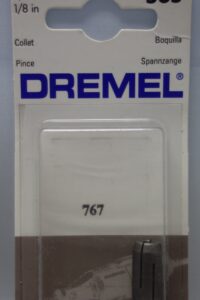 1/8 in
Collet
Boquilla
Pince
Spannzange
DREMEL®
767